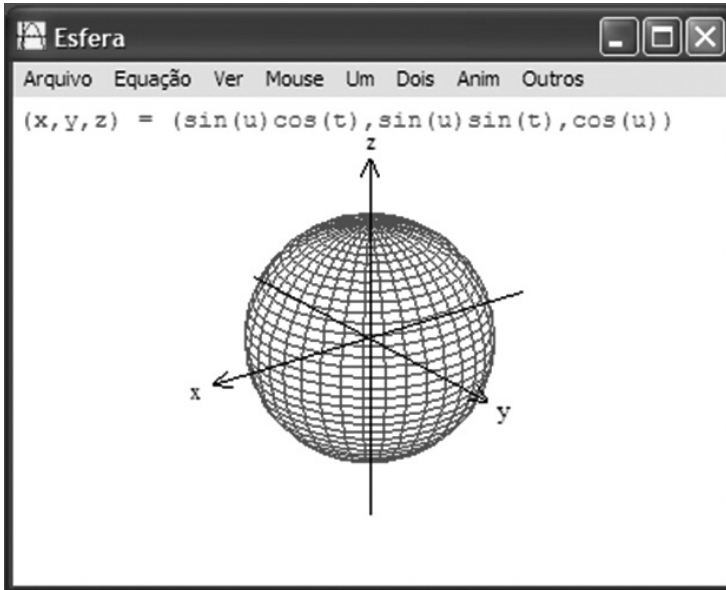 Esfera
Arquivo Equação Ver Mouse Um Dois Anim Outros
(x,y,z) = (sin(u)cos(t),sin(u)sin(t),cos(u))
z
x
y